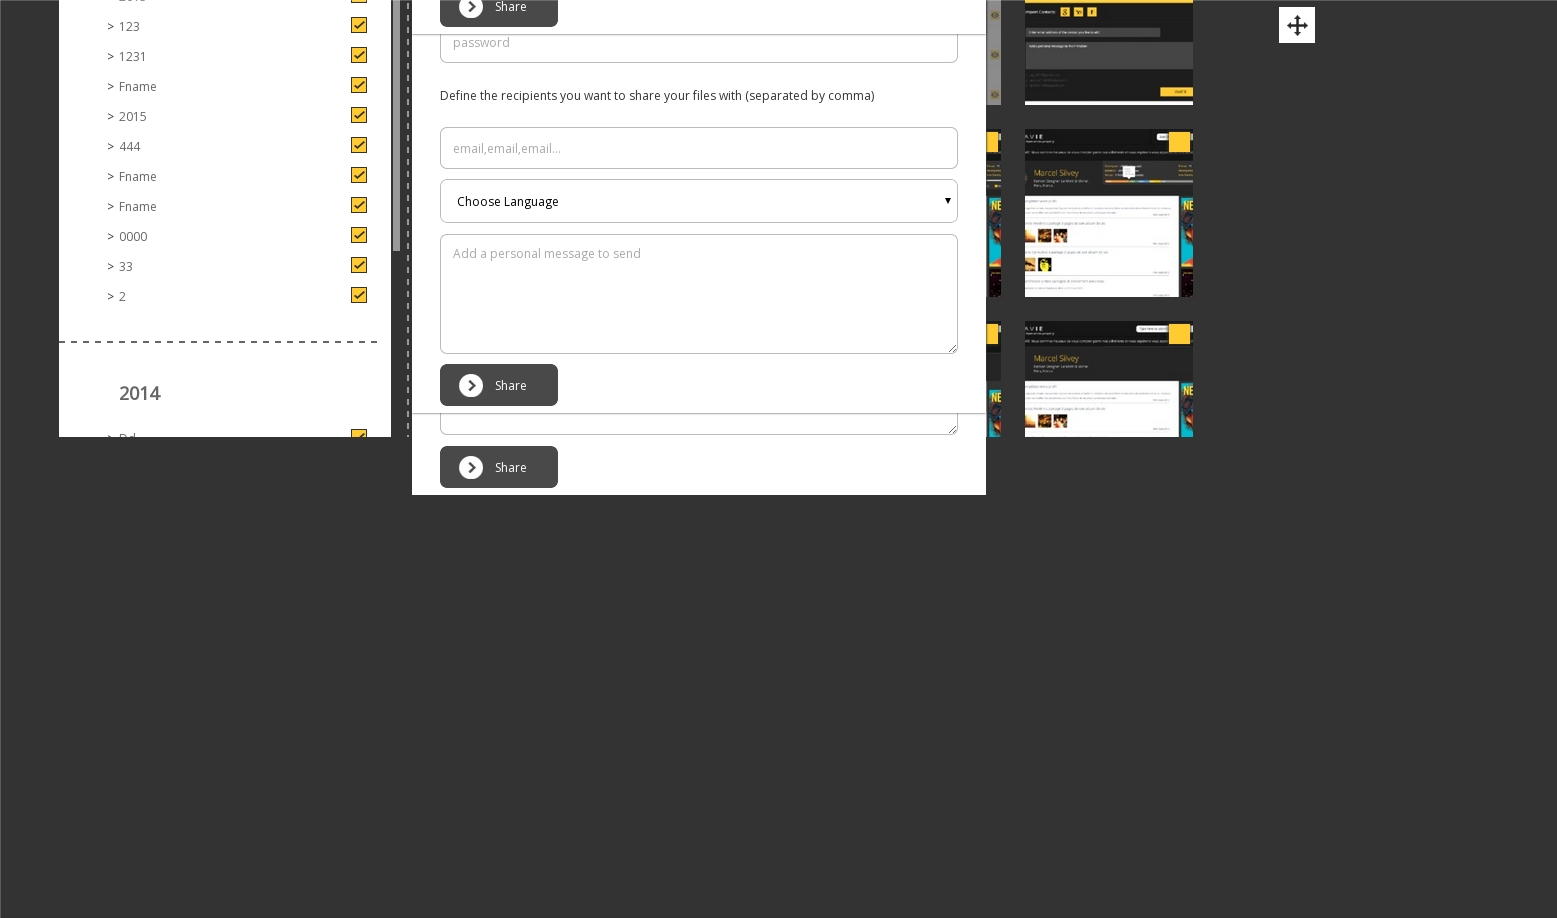 > 123
> 1231
> Fname
> 2015
> 444
> Fname
> Fname
> 0000
> 33
> 2
2014
Share
password
Define the recipients you want to share your files with (separated by comma)
email,email,email...
Choose Language
Add a personal message to send
Share
Share
Marcel Silvey
Marcel Silvey